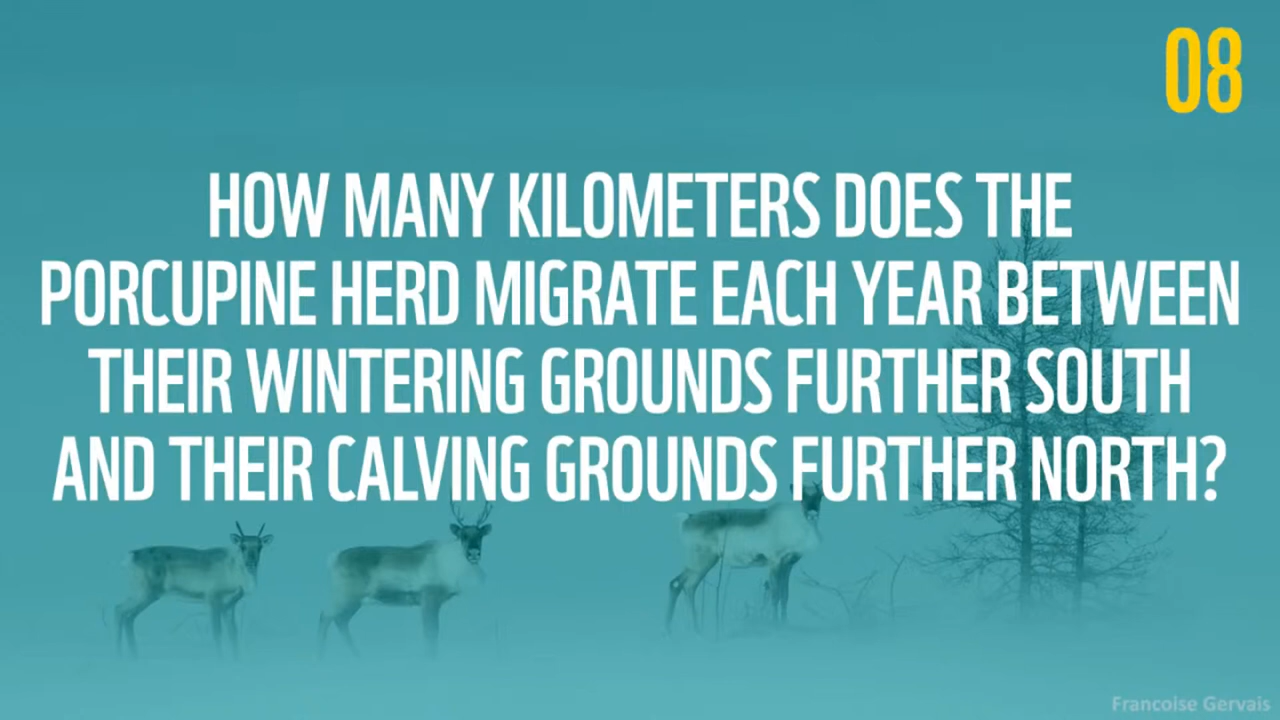 08
HOW MANY KILOMETERS DOES THE
PORCUPINE HERD MIGRATE EACH YEAR BETWEEN
THEIR WINTERING GROUNDS FURTHER SOUTH
AND THEIR CALVING GROUNDS FURTHER NORTH?
Francoise Gervais